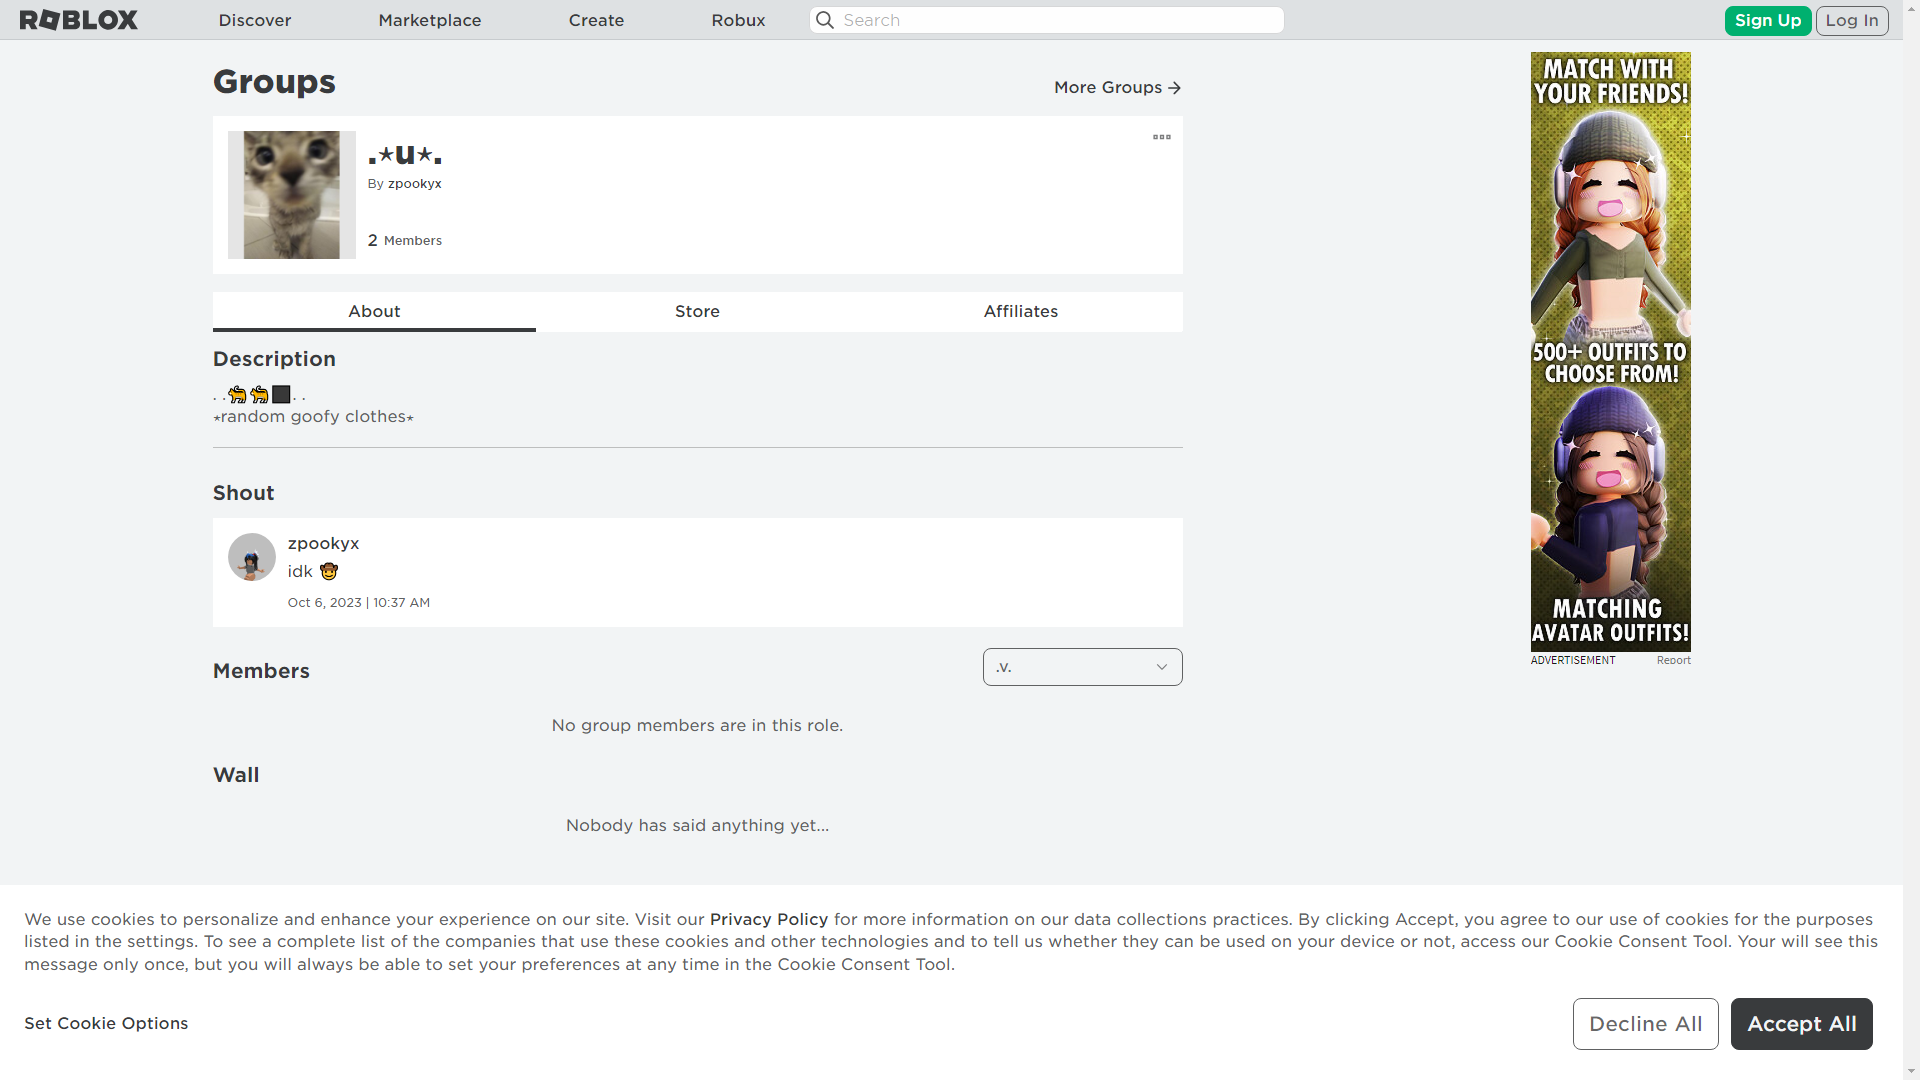 ROBLOX
Discover
Marketplace
Create
Robux
Search
Sign Up
Log In
Groups
More Groups →
.⋆u⋆.
By zpookyx
2 Members
About
Store
Affiliates
Description
. .🐈🐈⬛. .
⋆random goofy clothes⋆
Shout
zpookyx
idk 🤠
Oct 6, 2023 | 10:37 AM
Members
.v.
No group members are in this role.
Wall
Nobody has said anything yet...
MATCH WITH
YOUR FRIENDS!
500+ OUTFITS TO
CHOOSE FROM!
MATCHING
AVATAR OUTFITS!
ADVERTISEMENT
Report
We use cookies to personalize and enhance your experience on our site. Visit our Privacy Policy for more information on our data collections practices. By clicking Accept, you agree to our use of cookies for the purposes
listed in the settings. To see a complete list of the companies that use these cookies and other technologies and to tell us whether they can be used on your device or not, access our Cookie Consent Tool. Your will see this
message only once, but you will always be able to set your preferences at any time in the Cookie Consent Tool.
Set Cookie Options
Decline All
Accept All